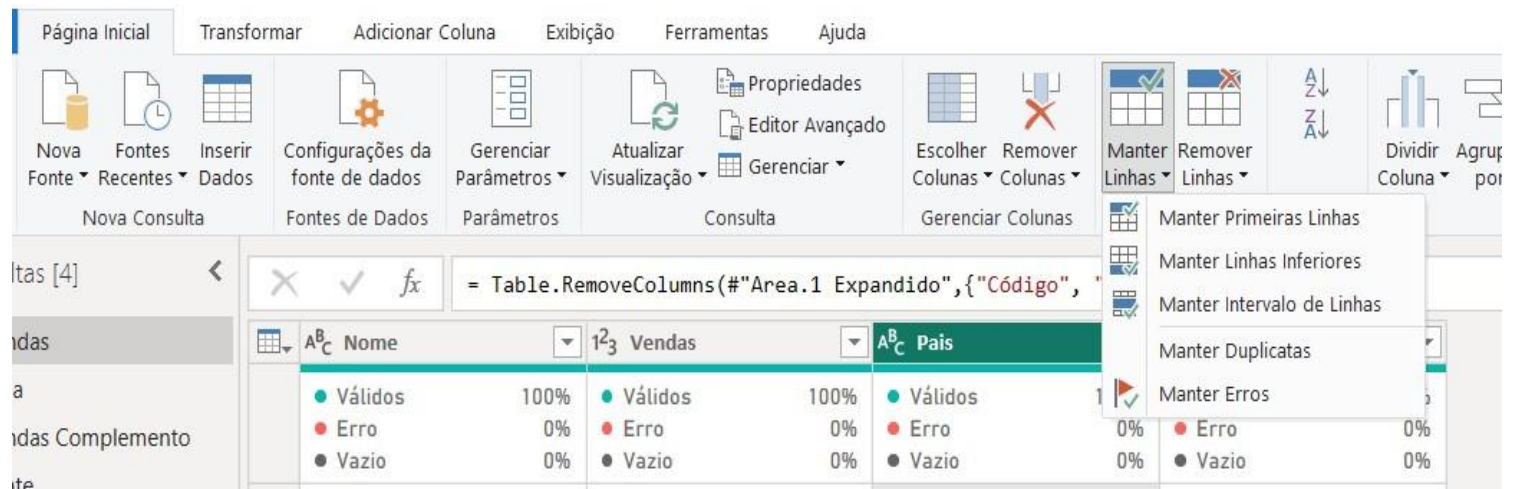 Página Inicial Transformar Adicionar Coluna Exibição Ferramentas Ajuda
Nova Fonte
Fontes Recentes
Inserir Dados
Configurações da fonte de dados
Gerenciar Parâmetros
Atualizar Visualização
Propriedades
Editor Avançado
Gerenciar
Escolher Colunas
Remover Colunas
Manter Linhas
Remover Linhas
Dividir Coluna
Nova Consulta Fontes de Dados Parâmetros Consulta Gerenciar Colunas
Manter Primeiras Linhas
Manter Linhas Inferiores
Manter Intervalo de Linhas
Manter Duplicatas
Manter Erros
[4]
= Table.RemoveColumns(#"Area.1 Expandido",{"Código", "
Complemento
ABC Nome 123 Vendas ABC Pais
Válidos 100% Válidos 100% Válidos
Erro 0% Erro 0% Erro 0% Erro 0%
Vazio 0% Vazio 0% Vazio 0% Vazio 0%